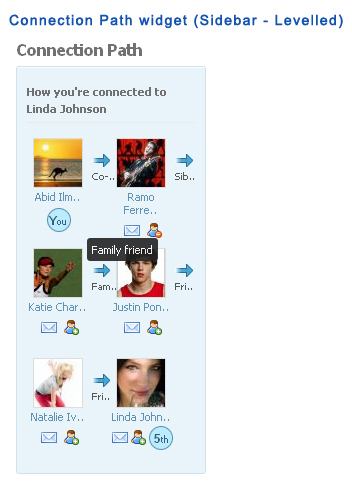 Connection Path widget (Sidebar - Levelled)
Connection Path
How you're connected to
Linda Johnson
Co-..
Sib..
Abid Ilm..
Ramo
Ferre..
You
Family friend
Fam..
Fri..
Katie Char..
Justin Pon..
Fri..
Natalie Iv..
Linda John..
5th